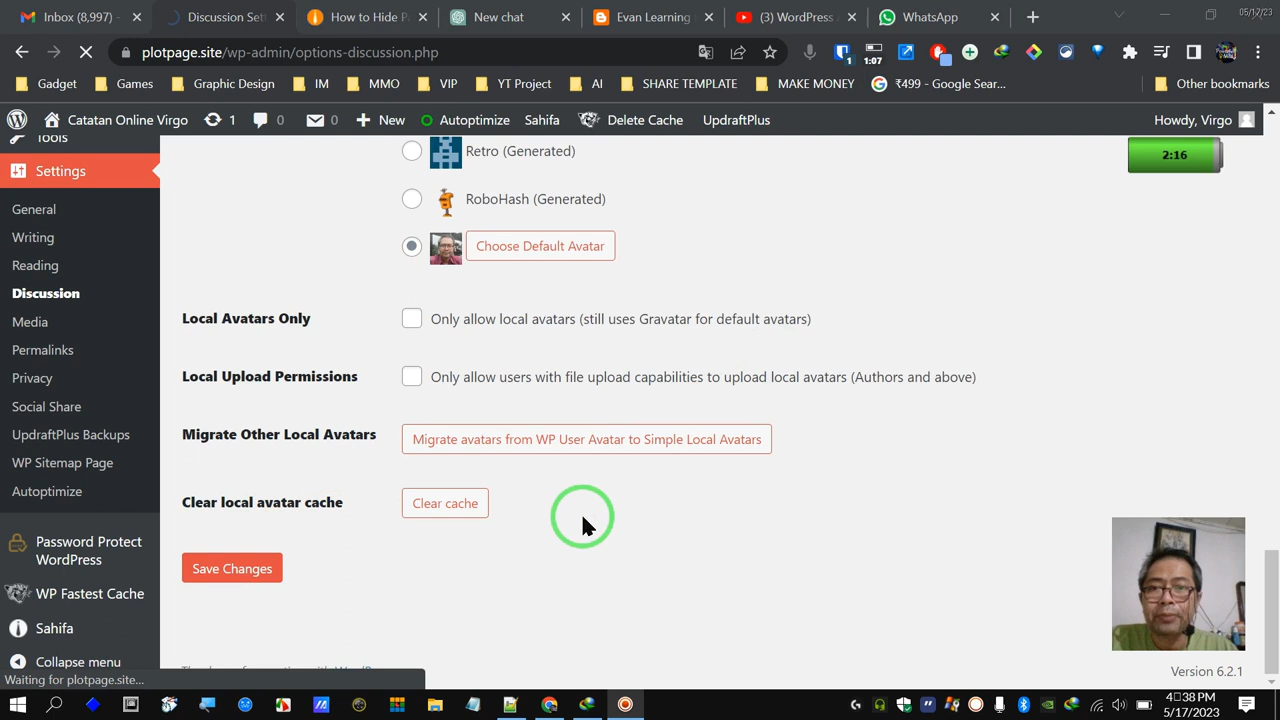 Inbox (8,997) -
Discussion Set
How to Hide P
New chat
Evan Learning
(3) WordPress
WhatsApp
05/17/23
plotpage.site/wp-admin/options-discussion.php
1
1:07
Gadget
Games
Graphic Design
IM
MMO
VIP
YT Project
AI
SHARE TEMPLATE
MAKE MONEY
₹499 - Google Sear...
Other bookmarks
Catatan Online Virgo
1
0
0
New
Autoptimize
Sahifa
Delete Cache
UpdraftPlus
Howdy, Virgo
Tools
Settings
General
Writing
Reading
Discussion
Media
Permalinks
Privacy
Social Share
UpdraftPlus Backups
WP Sitemap Page
Autoptimize
Password Protect
WordPress
WP Fastest Cache
Sahifa
Collapse menu
Retro (Generated)
2:16
RoboHash (Generated)
Choose Default Avatar
Local Avatars Only
Only allow local avatars (still uses Gravatar for default avatars)
Local Upload Permissions
Only allow users with file upload capabilities to upload local avatars (Authors and above)
Migrate Other Local Avatars
Migrate avatars from WP User Avatar to Simple Local Avatars
Clear local avatar cache
Clear cache
Save Changes
Version 6.2.1
Waiting for plotpage.site...
4:38 PM
5/17/2023